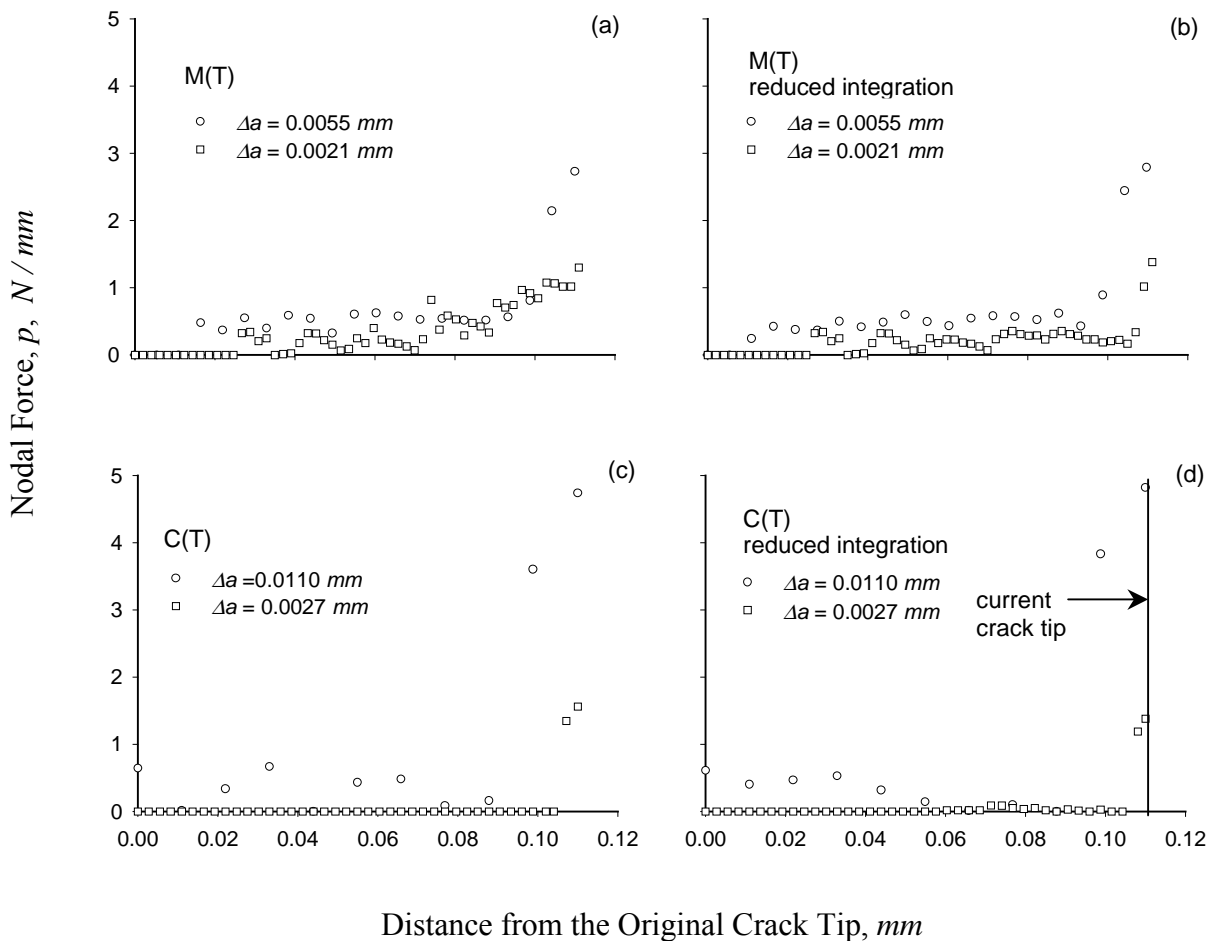 Nodal Force, p, N / mm
5
4
3
2
1
0
(a)
M(T)
Δa = 0.0055 mm
Δa = 0.0021 mm
(b)
M(T)
reduced integration
Δa = 0.0055 mm
Δa = 0.0021 mm
5
4
3
2
1
0
0.00 0.02 0.04 0.06 0.08 0.10 0.12
(c)
C(T)
Δa =0.0110 mm
Δa = 0.0027 mm
(d)
C(T)
reduced integration
Δa = 0.0110 mm
Δa = 0.0027 mm
current
crack tip
0.00 0.02 0.04 0.06 0.08 0.10 0.12
Distance from the Original Crack Tip, mm